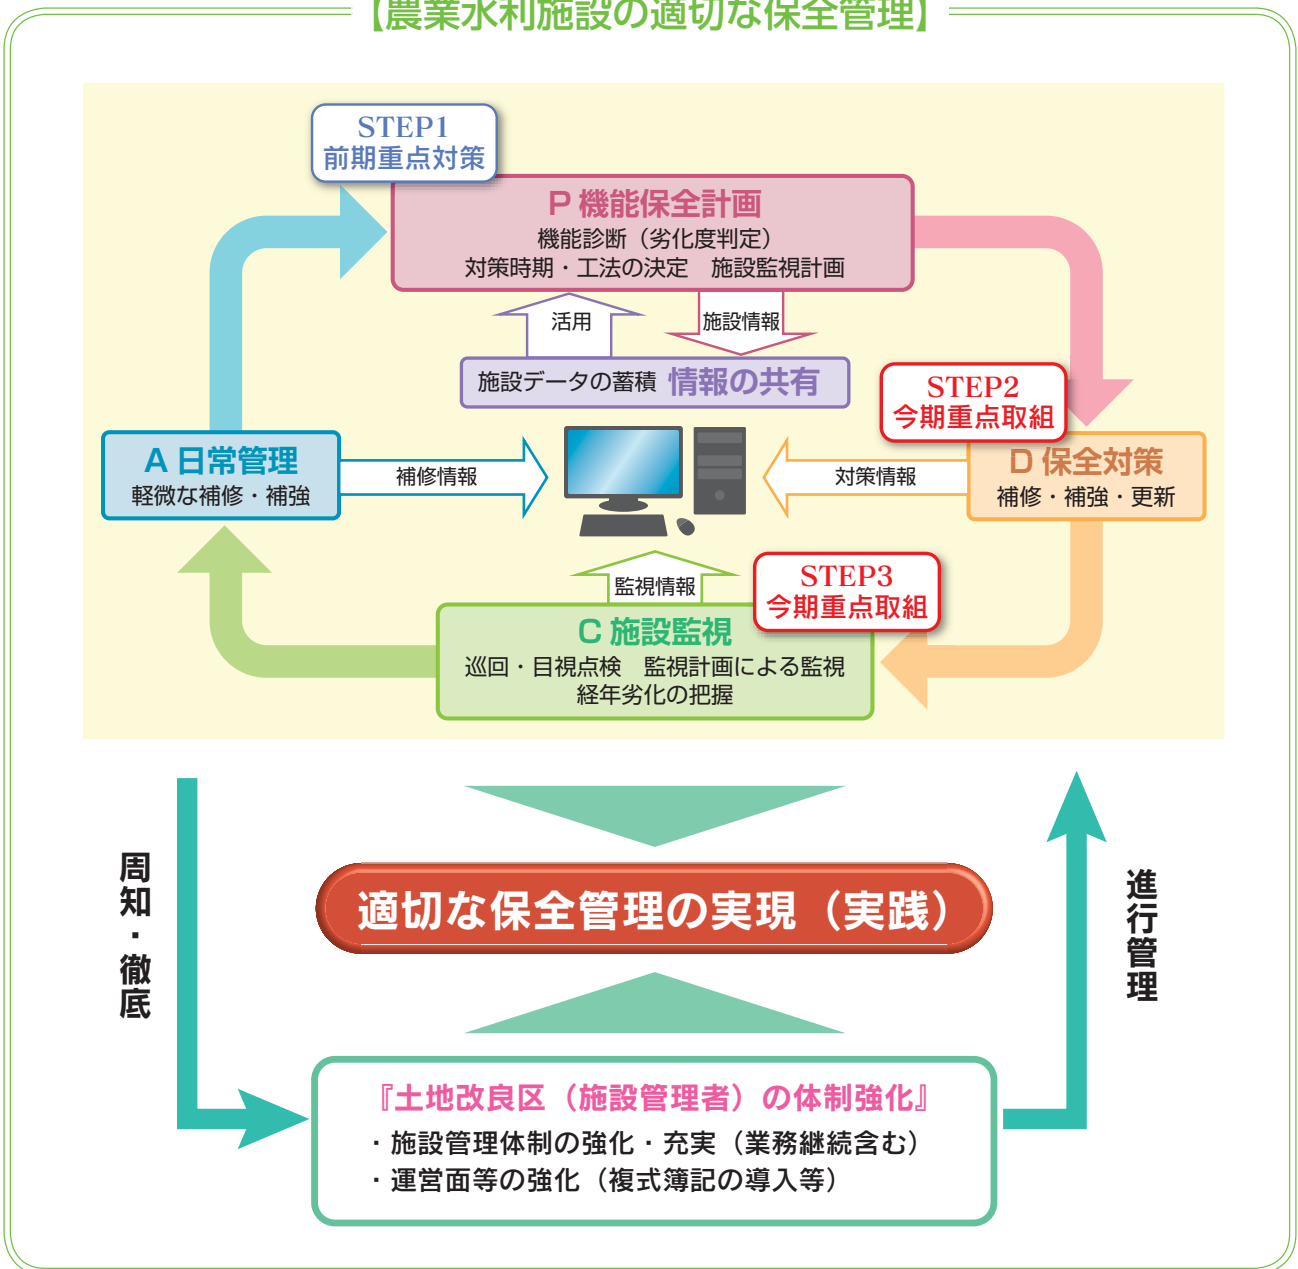 【農業水利施設の適切な保全管理】
STEP1
前期重点対策
P 機能保全計画
機能診断（劣化度判定）
対策時期・工法の決定　施設監視計画
活用
施設情報
施設データの蓄積 情報の共有
STEP2
今期重点取組
A 日常管理
軽微な補修・補強
補修情報
対策情報
D 保全対策
補修・補強・更新
監視情報
STEP3
今期重点取組
C 施設監視
巡回・目視点検　監視計画による監視
経年劣化の把握
周知・徹底
適切な保全管理の実現（実践）
進行管理
『土地改良区（施設管理者）の体制強化』
・施設管理体制の強化・充実（業務継続含む）
・運営面等の強化（複式簿記の導入等）